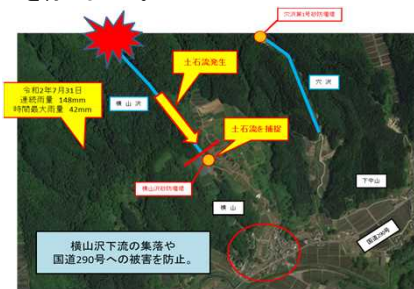 穴沢第1号砂防堰堤
土石流発生
令和2年7月31日
連続雨量 148mm
時間最大雨量 42mm
横山沢
穴沢
土石流を捕捉
横山沢砂防堰堤
下中山
横山
国道290号
横山沢下流の集落や
国道290号への被害を防止。